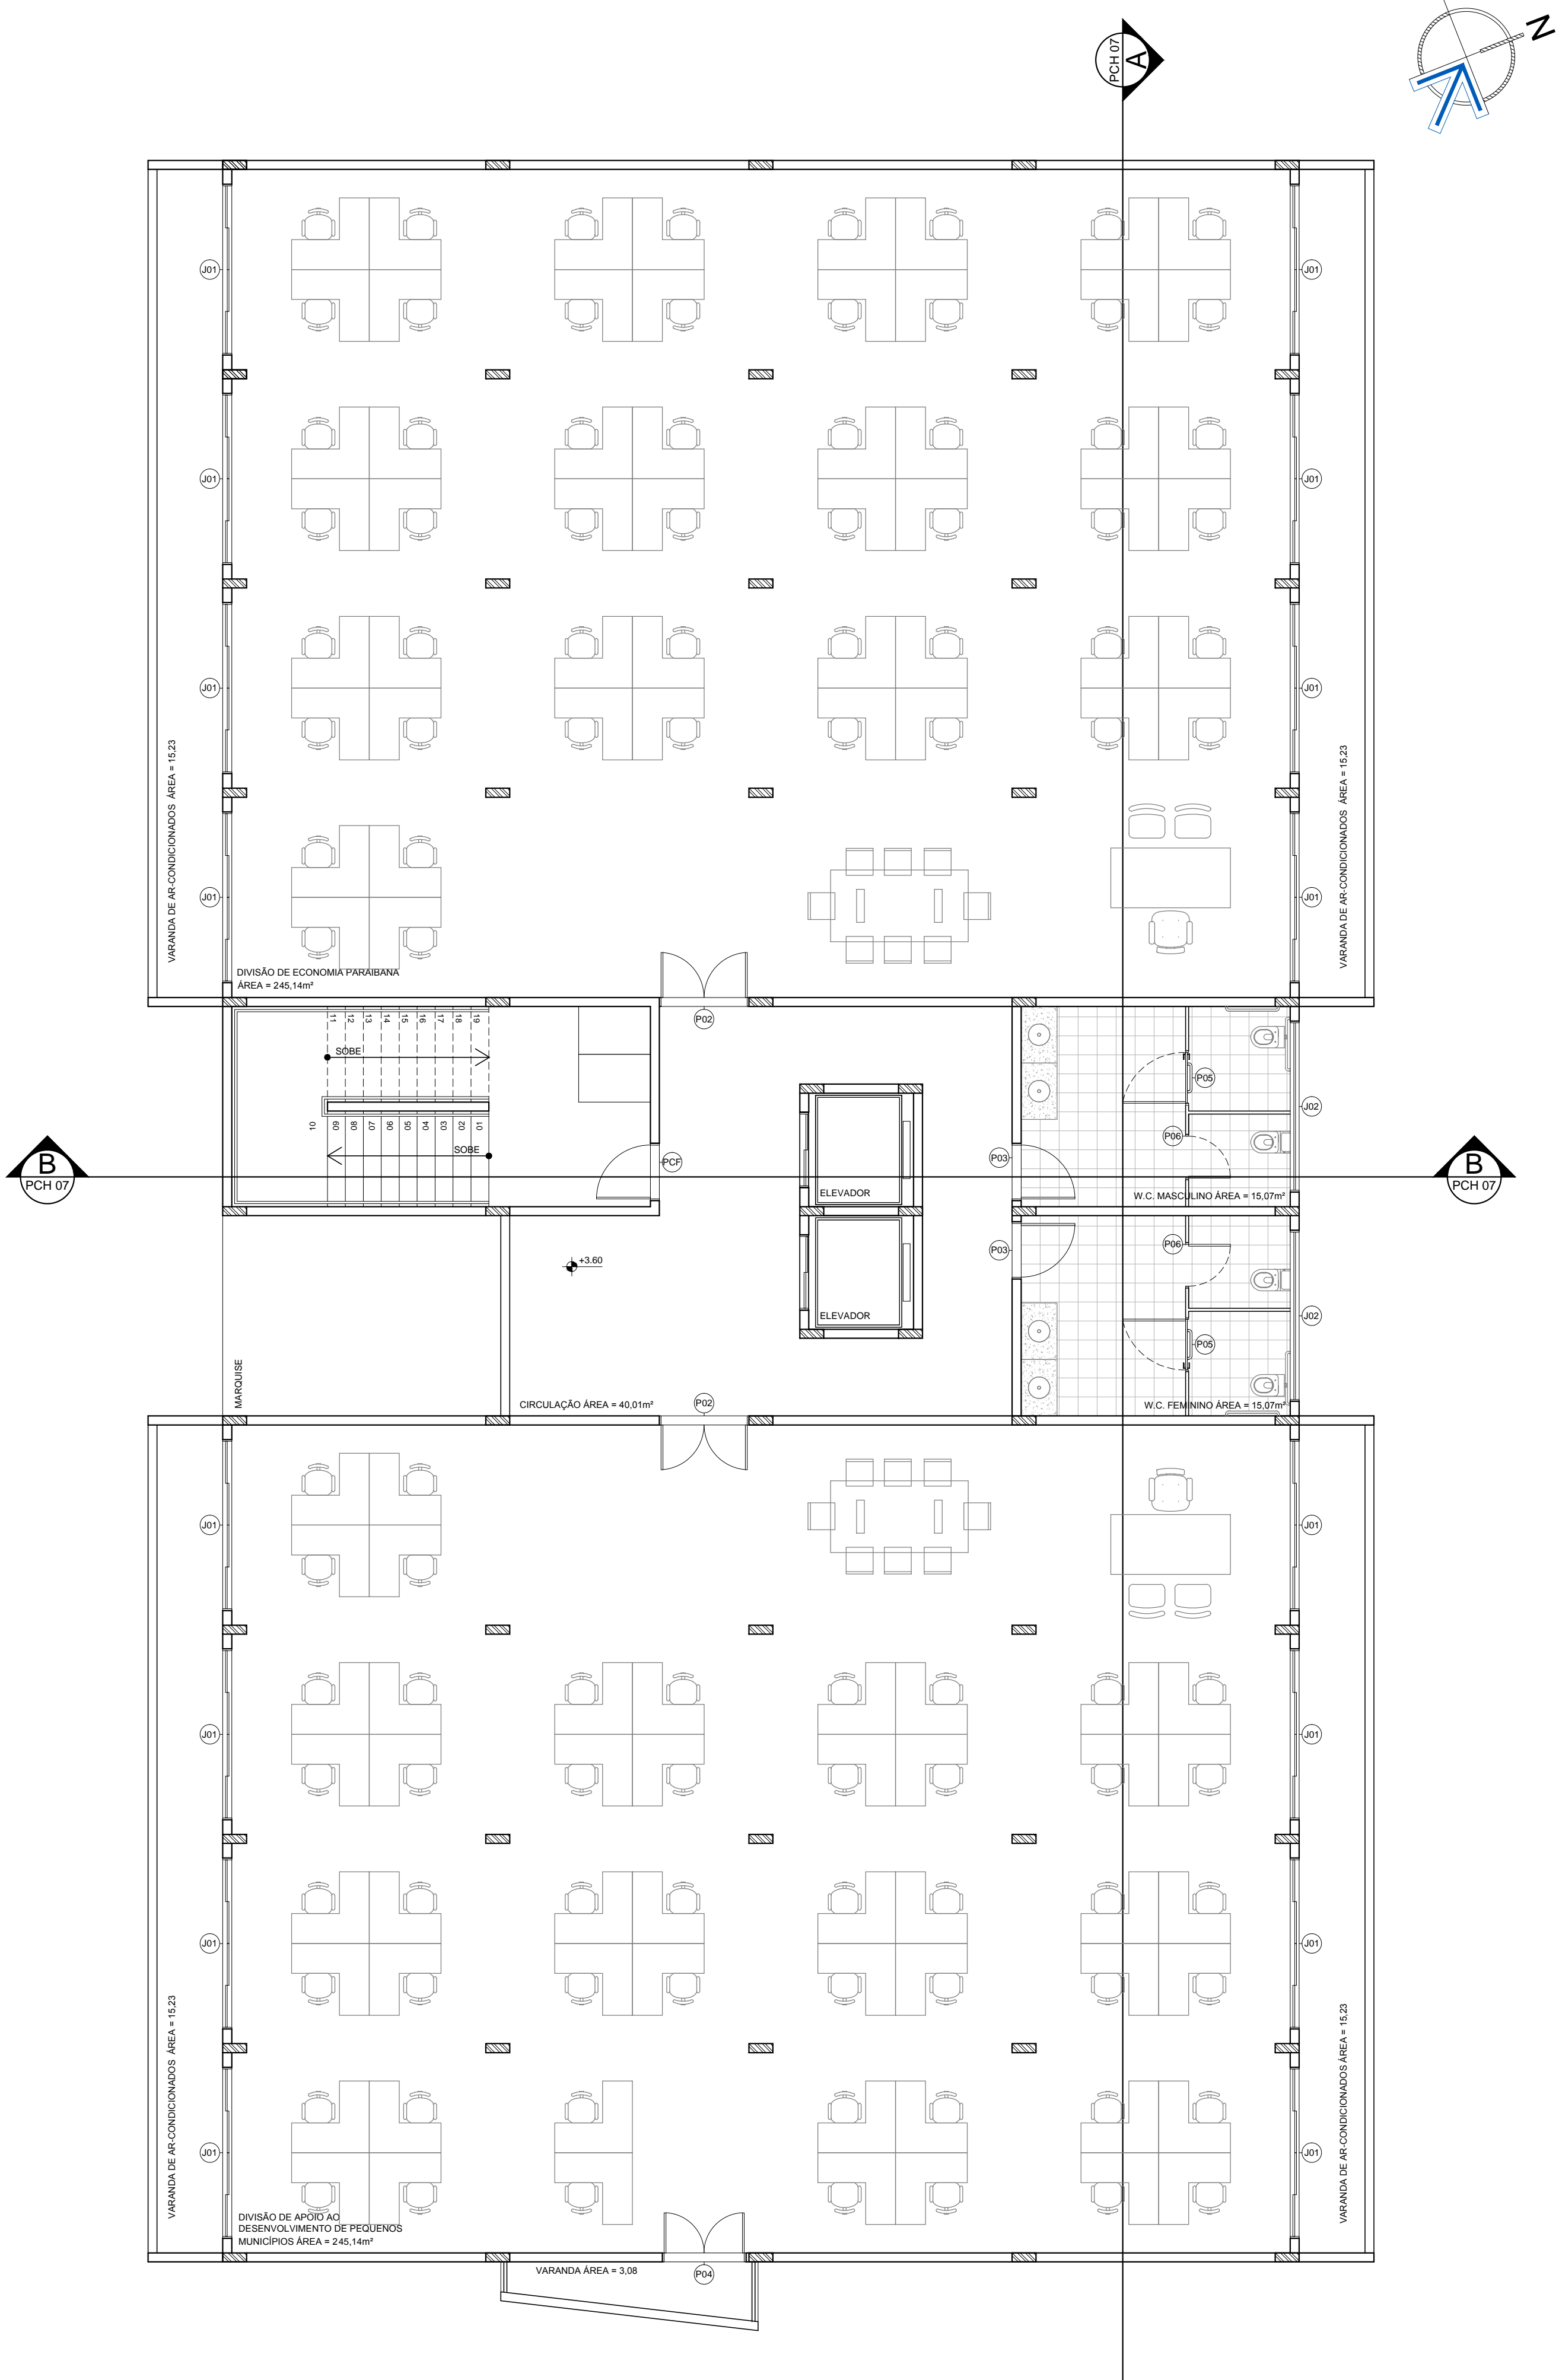 N
PCH 07
A
J01
J01
J01
J01
J01
J01
VARANDA DE AR-CONDICIONADOS ÁREA = 15,23
VARANDA DE AR-CONDICIONADOS ÁREA = 15,23
J01
J01
DIVISÃO DE ECONOMIA PARAIBANA
ÁREA = 245,14m²
11
12
13
14
15
16
17
18
19
P02
SOBE
P05
J02
10
09
08
07
06
05
04
03
02
01
P06
SOBE
PCF
P03
B
PCH 07
B
PCH 07
ELEVADOR
W.C. MASCULINO ÁREA = 15,07m²
P03
P06
+3.60
ELEVADOR
J02
P05
MARQUISE
CIRCULAÇÃO ÁREA = 40,01m²
P02
W.C. FEMININO ÁREA = 15,07m²
J01
J01
J01
J01
J01
J01
VARANDA DE AR-CONDICIONADOS ÁREA = 15,23
VARANDA DE AR-CONDICIONADOS ÁREA = 15,23
J01
J01
DIVISÃO DE APOIO AO
DESENVOLVIMENTO DE PEQUENOS
MUNICÍPIOS ÁREA = 245,14m²
VARANDA ÁREA = 3,08
P04